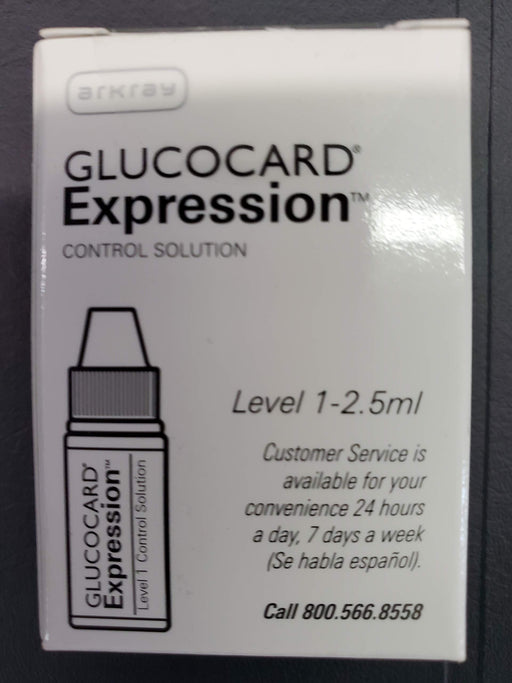 arkray
GLUCOCARD®
Expression™
CONTROL SOLUTION
Level 1-2.5ml
Customer Service is
available for your
convenience 24 hours
a day, 7 days a week
(Se habla español).
Call 800.566.8558
GLUCOCARD®
Expression™
Level 1 Control Solution